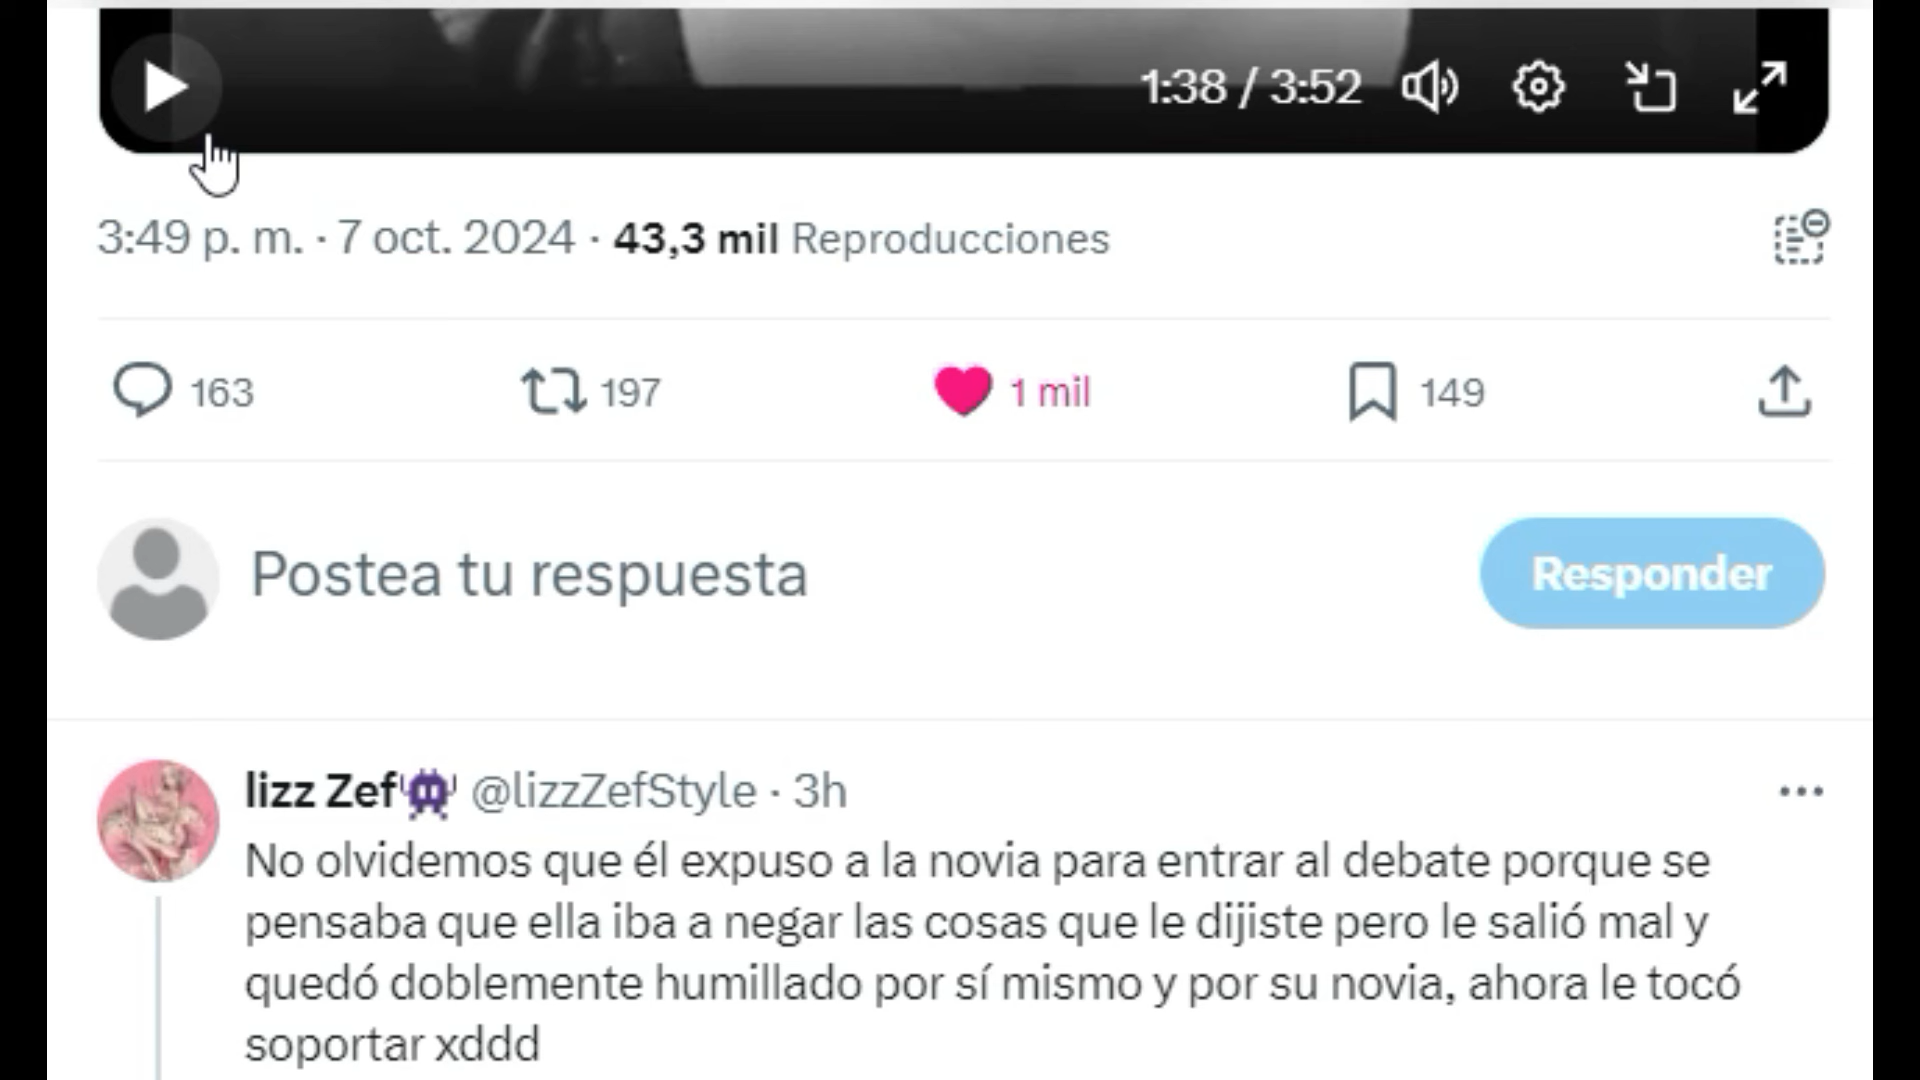 1:38 / 3:52
3:49 p. m. · 7 oct. 2024 · 43,3 mil Reproducciones
163 197 1 mil 149
Postea tu respuesta Responder
lizz Zef @lizzZefStyle · 3h
No olvidemos que él expuso a la novia para entrar al debate porque se
pensaba que ella iba a negar las cosas que le dijiste pero le salió mal y
quedó doblemente humillado por sí mismo y por su novia, ahora le tocó
soportar xddd